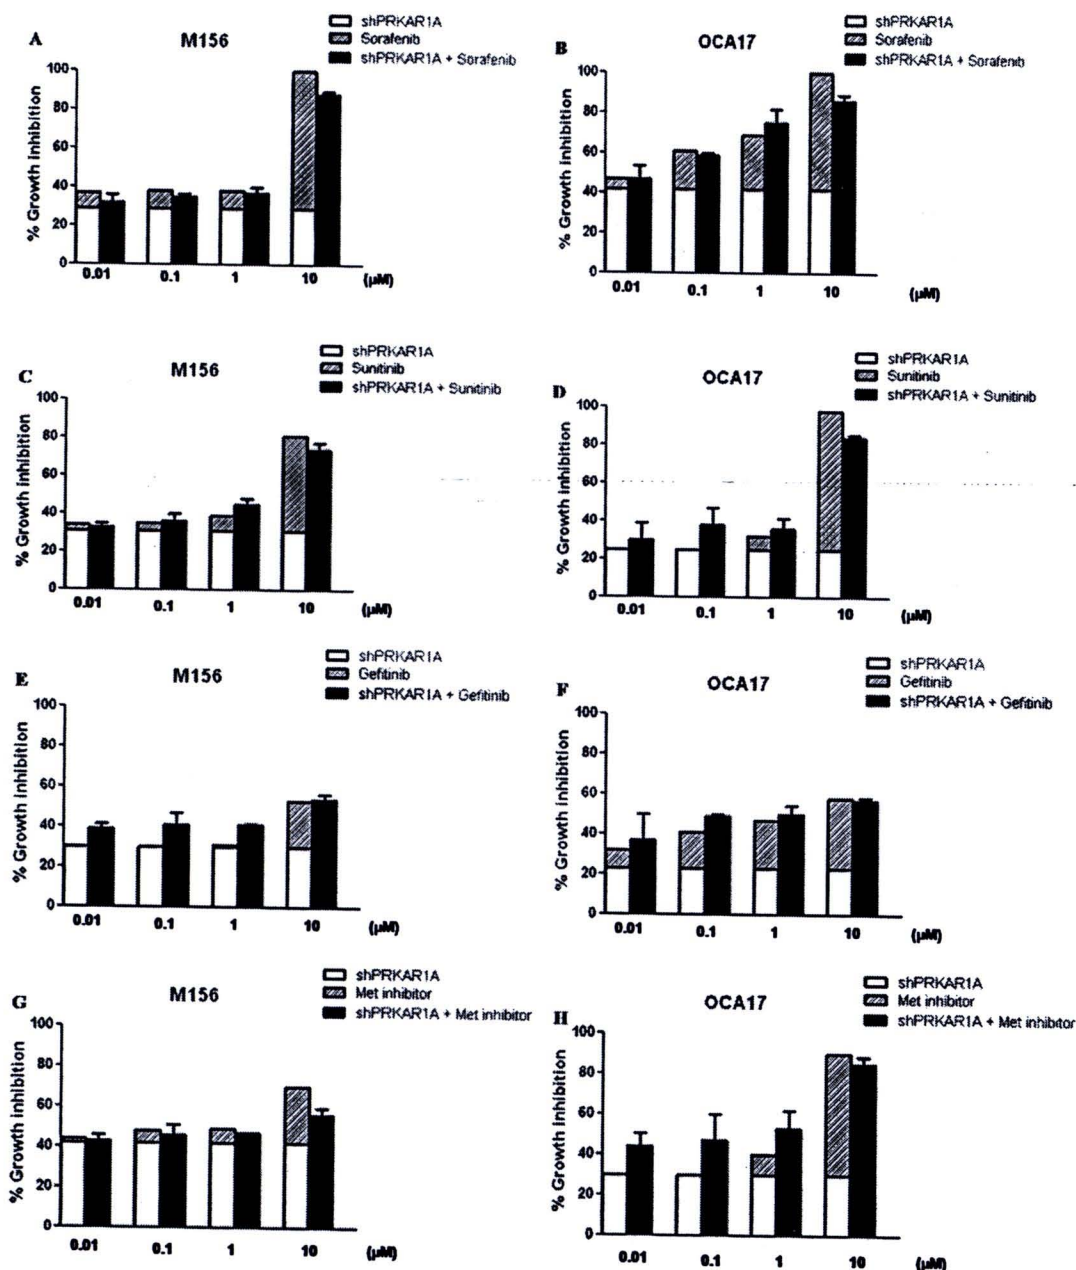 A
M156
shPRKAR1A
Sorafenib
shPRKAR1A + Sorafenib
% Growth inhibition
100
80
60
40
20
0
0.01 0.1 1 10 (µM)
B
OCA17
shPRKAR1A
Sorafenib
shPRKAR1A + Sorafenib
% Growth inhibition
100
80
60
40
20
0
0.01 0.1 1 10 (µM)
C
M156
shPRKAR1A
Sunitinib
shPRKAR1A + Sunitinib
% Growth inhibition
100
80
60
40
20
0
0.01 0.1 1 10 (µM)
D
OCA17
shPRKAR1A
Sunitinib
shPRKAR1A + Sunitinib
% Growth inhibition
100
80
60
40
20
0
0.01 0.1 1 10 (µM)
E
M156
shPRKAR1A
Gefitinib
shPRKAR1A + Gefitinib
% Growth inhibition
100
80
60
40
20
0
0.01 0.1 1 10 (µM)
F
OCA17
shPRKAR1A
Gefitinib
shPRKAR1A + Gefitinib
% Growth inhibition
100
80
60
40
20
0
0.01 0.1 1 10 (µM)
G
M156
shPRKAR1A
Met inhibitor
shPRKAR1A + Met inhibitor
% Growth inhibition
100
80
60
40
20
0
0.01 0.1 1 10 (µM)
H
OCA17
shPRKAR1A
Met inhibitor
shPRKAR1A + Met inhibitor
% Growth inhibition
100
80
60
40
20
0
0.01 0.1 1 10 (µM)